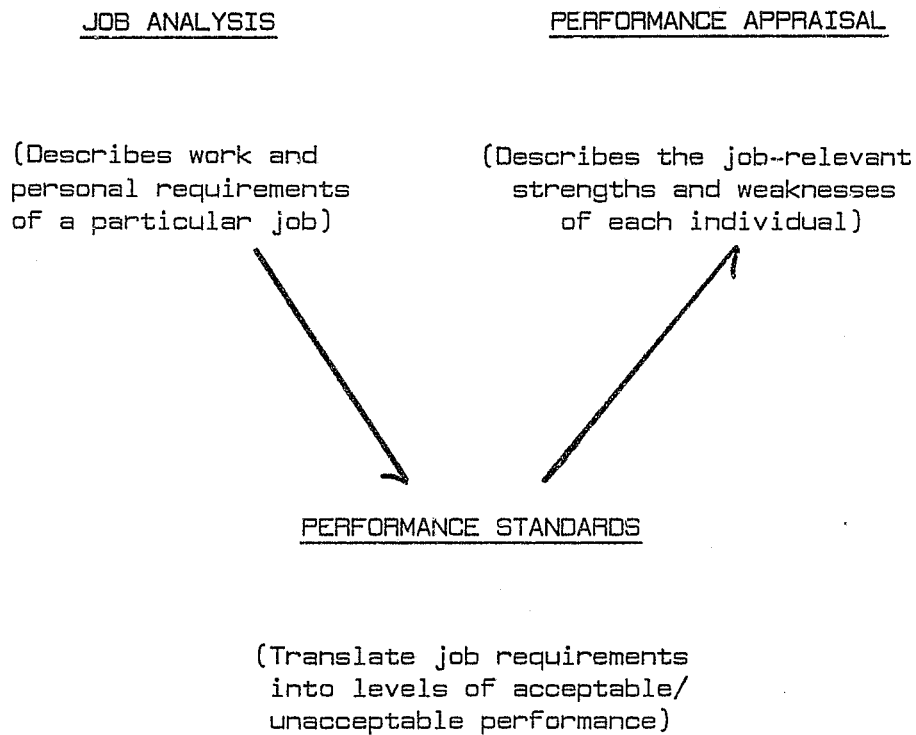 JOB ANALYSIS
(Describes work and
personal requirements
of a particular job)
PERFORMANCE APPRAISAL
(Describes the job-relevant
strengths and weaknesses
of each individual)
PERFORMANCE STANDARDS
(Translate job requirements
into levels of acceptable/
unacceptable performance)